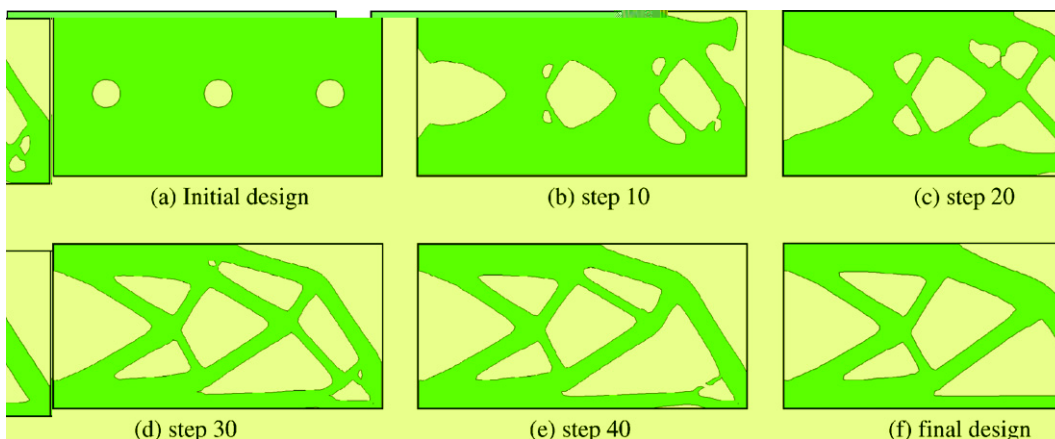 (a) Initial design
(b) step 10
(c) step 20
(d) step 30
(e) step 40
(f) final design